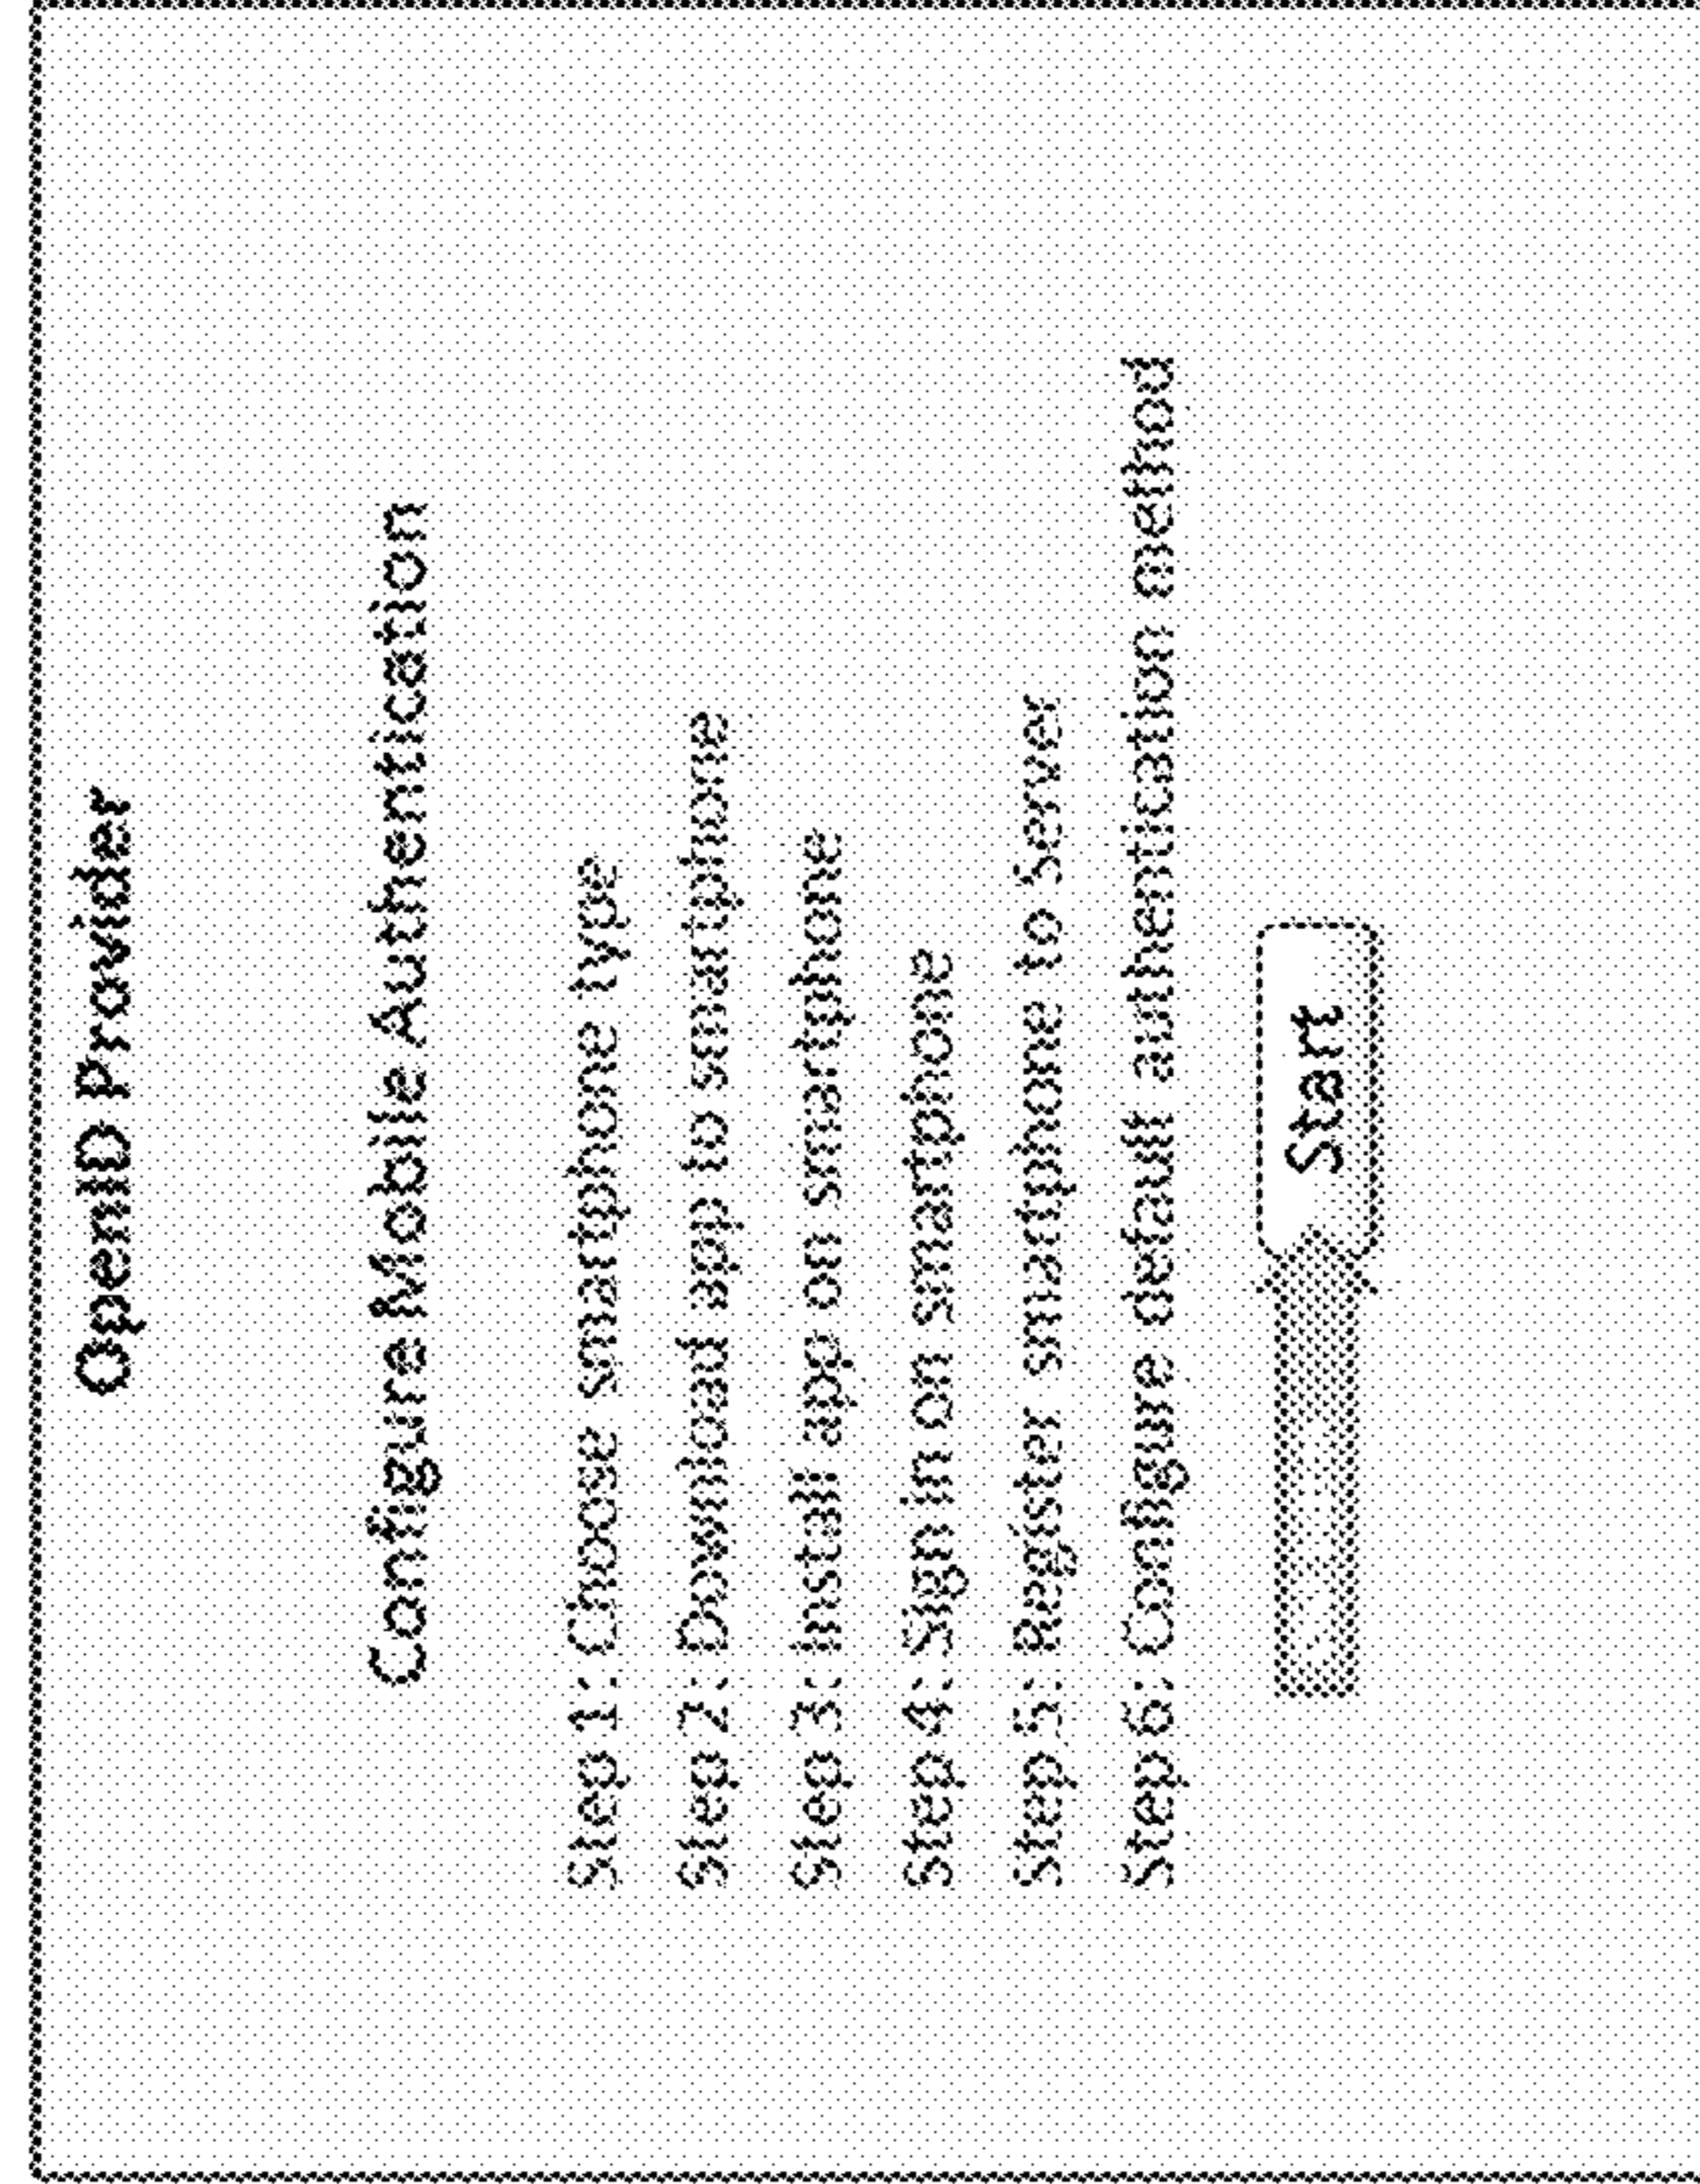 OpenID Provider
Configure Mobile Authentication
Step 1: Choose smartphone type
Step 2: Download app to smartphone
Step 3: Install app on smartphone
Step 4: Sign in on smartphone
Step 5: Register smartphone to Server
Step 6: Configure default authentication method
Start